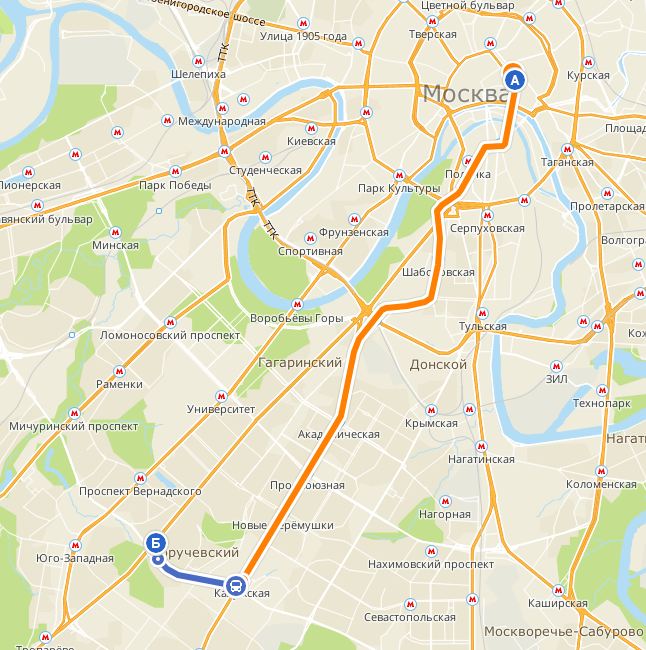 Цветной бульвар
Звенигородское шоссе
Улица 1905 года
Тверская
ТТК
Шелепиха
Курская
А
Москва
Международная
Площадь
Киевская
Студенческая
Таганская
Полянка
Пионерская
Парк Победы
Парк Культуры
ТТК
Славянский бульвар
Пролетарская
ТТК
Фрунзенская
Серпуховская
Минская
Спортивная
Волгогр
Шаболовская
Воробьёвы Горы
Тульская
Ломоносовский проспект
Кож
Гагаринский
Донской
Раменки
ЗИЛ
Университет
Технопарк
Крымская
Мичуринский проспект
Академическая
Нагати
Нагатинская
Коломенская
Проспект Вернадского
Профсоюзная
Нагорная
Новые Черёмушки
Б
Обручевский
Юго-Западная
Нахимовский проспект
Калужская
Каширская
Севастопольская
Москворечье-Сабурово
Тропарёво